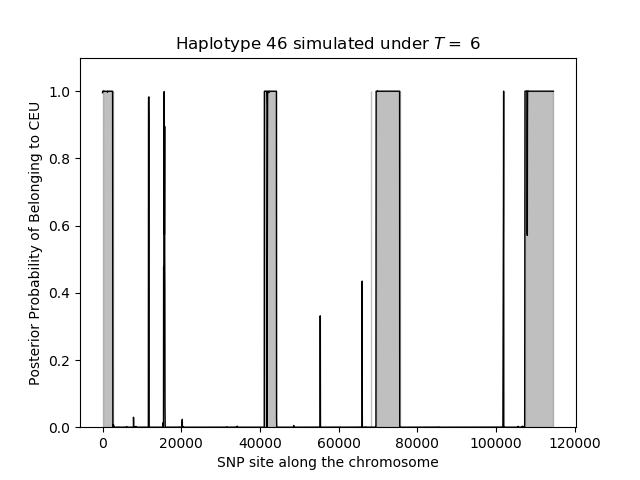 Haplotype 46 simulated under T = 6
Posterior Probability of Belonging to CEU
1.0
0.8
0.6
0.4
0.2
0.0
0 20000 40000 60000 80000 100000 120000
SNP site along the chromosome